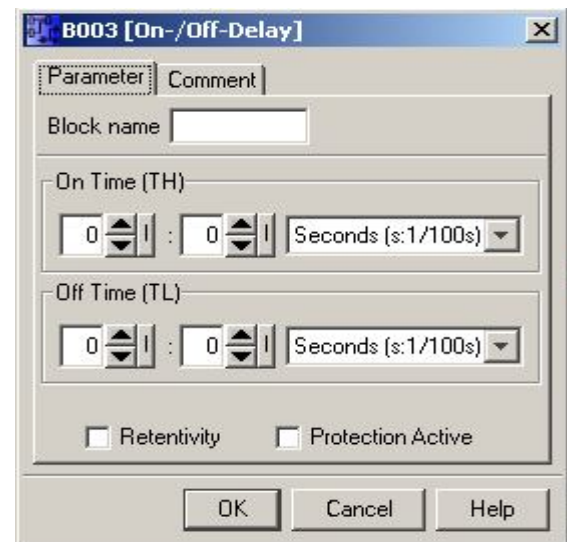 B003 [On-/Off-Delay]
Parameter Comment
Block name
On Time (TH)
0 : 0 Seconds (s:1/100s)
Off Time (TL)
0 : 0 Seconds (s:1/100s)
Retentivity Protection Active
OK Cancel Help